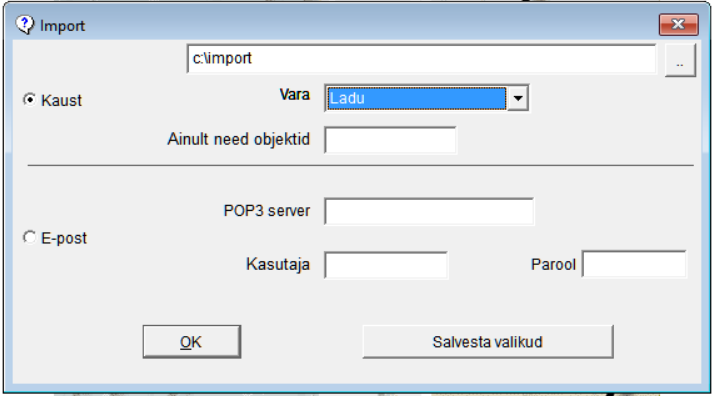 Import
c:\import
..
Kaust
Vara Ladu
Ainult need objektid
POP3 server
E-post
Kasutaja Parool
OK Salvesta valikud